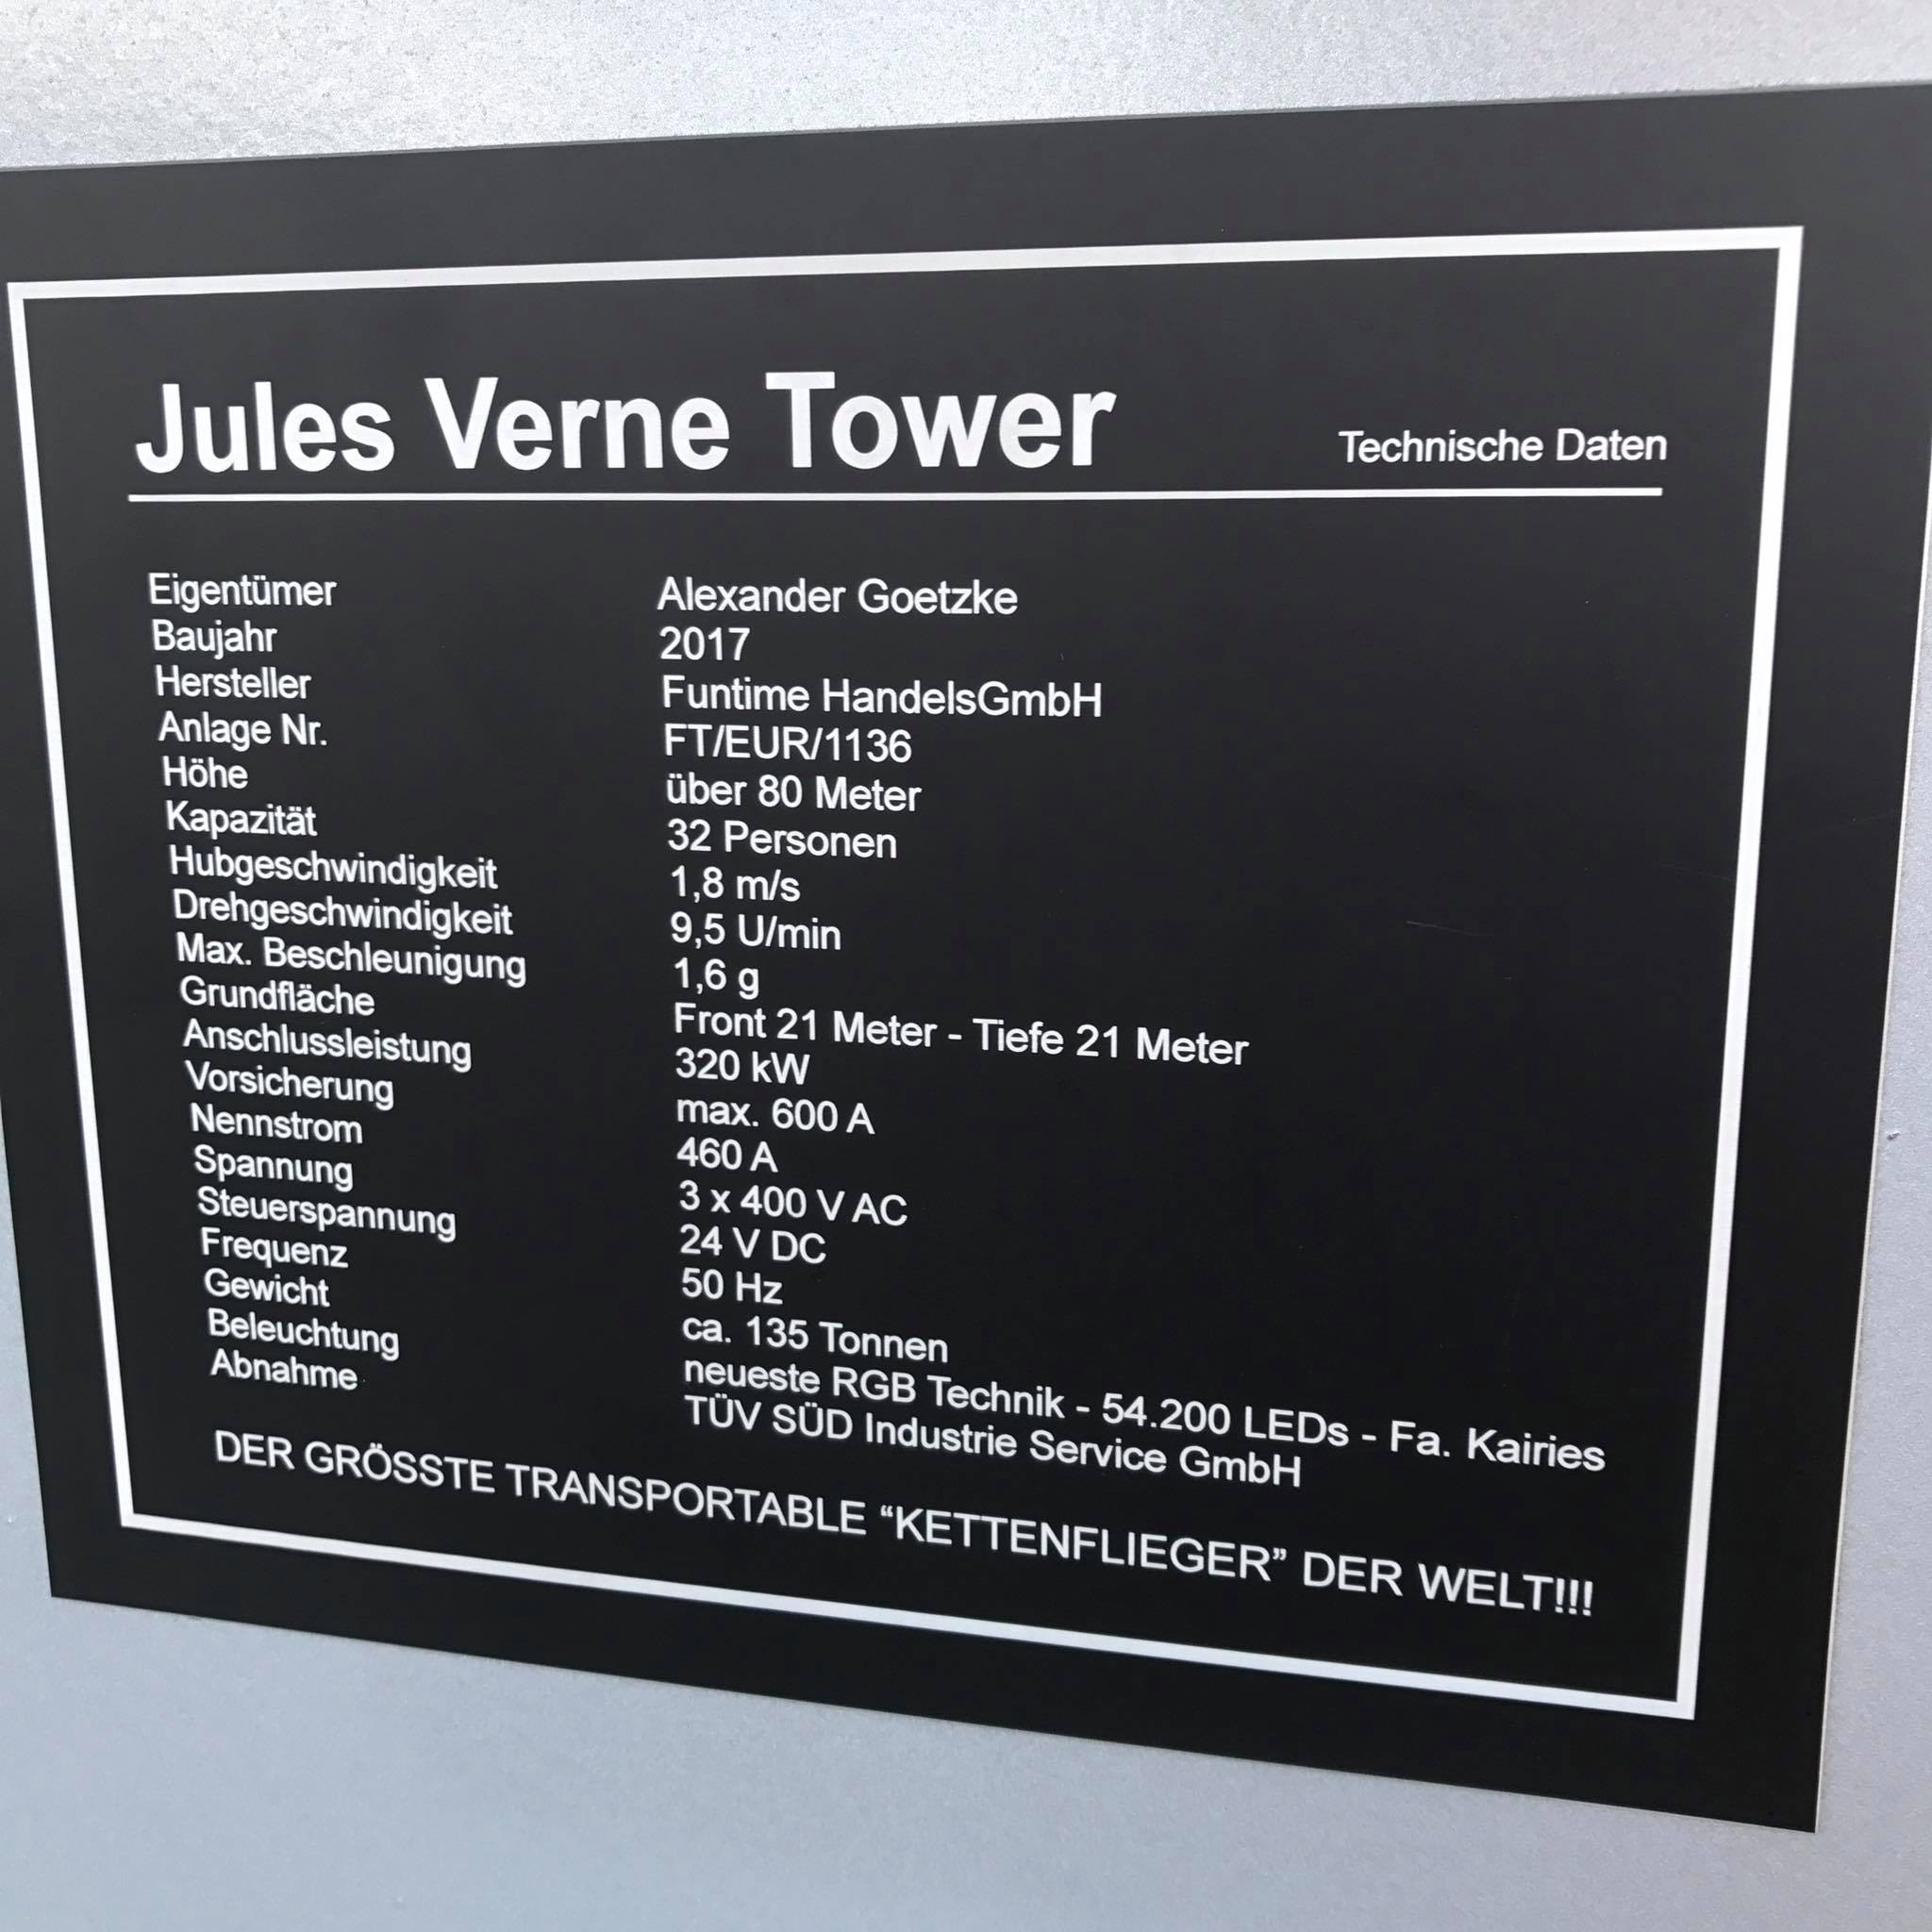 Jules Verne Tower Technische Daten
Eigentümer Alexander Goetzke
Baujahr 2017
Hersteller Funtime HandelsGmbH
Anlage Nr. FT/EUR/1136
Höhe über 80 Meter
Kapazität 32 Personen
Hubgeschwindigkeit 1,8 m/s
Drehgeschwindigkeit 9,5 U/min
Max. Beschleunigung 1,6 g
Grundfläche Front 21 Meter - Tiefe 21 Meter
Anschlussleistung 320 kW
Vorsicherung max. 600 A
Nennstrom 460 A
Spannung 3 x 400 V AC
Steuerspannung 24 V DC
Frequenz 50 Hz
Gewicht ca. 135 Tonnen
Beleuchtung neueste RGB Technik - 54.200 LEDs - Fa. Kairies
Abnahme TÜV SÜD Industrie Service GmbH
DER GRÖSSTE TRANSPORTABLE “KETTENFLIEGER” DER WELT!!!